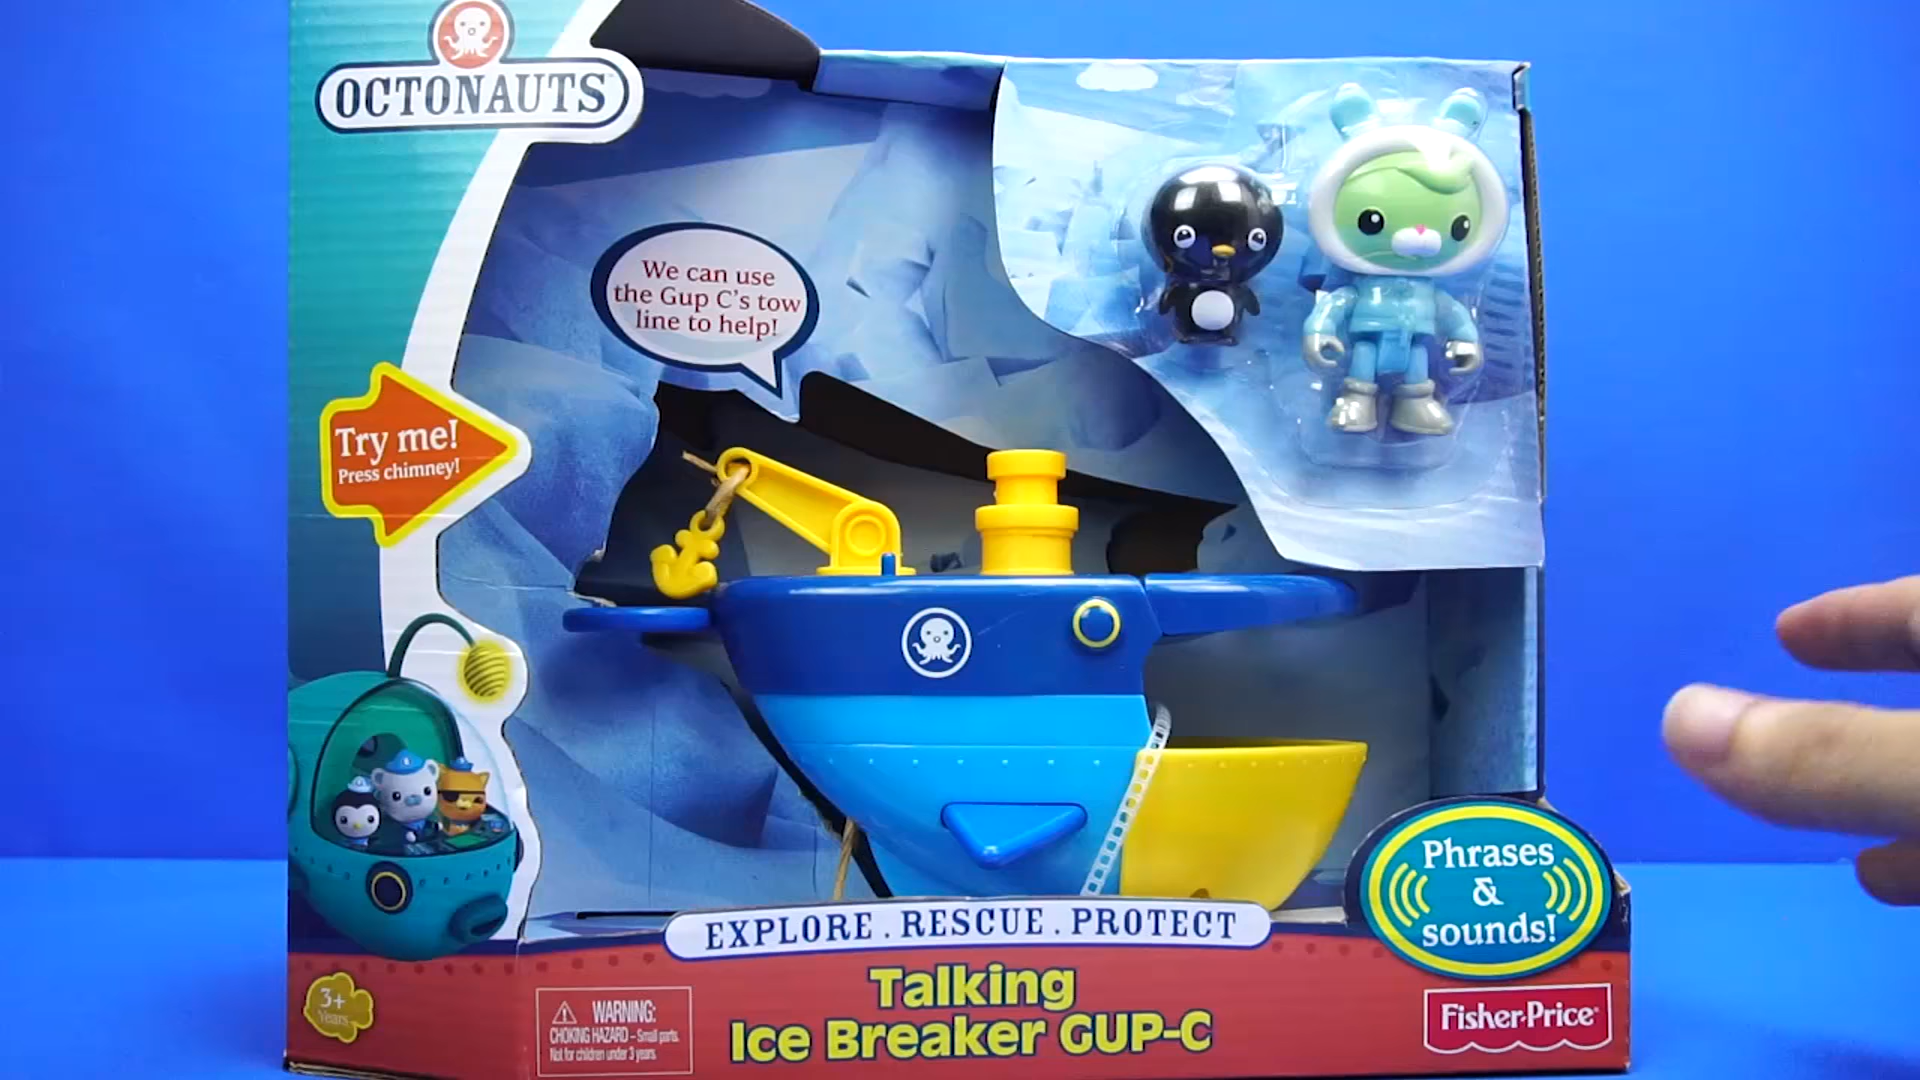 OCTONAUTS
We can use
the Gup C's tow
line to help!
Try me!
Press chimney!
Phrases
&
sounds!
EXPLORE . RESCUE . PROTECT
Talking
Ice Breaker GUP-C
3+
Years
WARNING:
CHOKING HAZARD – Small parts.
Not for children under 3 years.
Fisher-Price